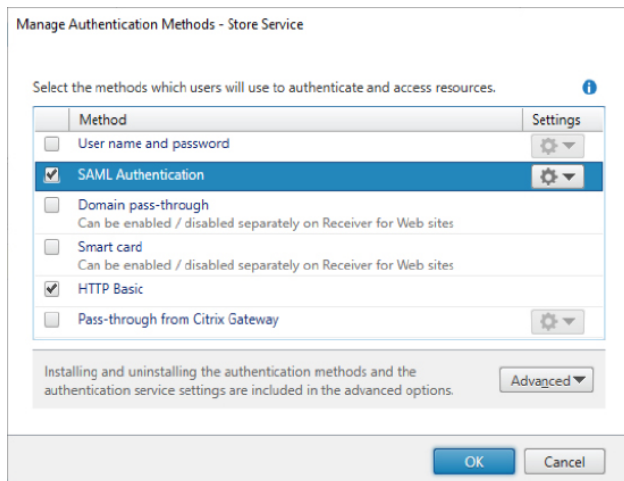 Manage Authentication Methods - Store Service
Select the methods which users will use to authenticate and access resources.
Method Settings
User name and password
SAML Authentication
Domain pass-through
Can be enabled / disabled separately on Receiver for Web sites
Smart card
Can be enabled / disabled separately on Receiver for Web sites
HTTP Basic
Pass-through from Citrix Gateway
Installing and uninstalling the authentication methods and the
authentication service settings are included in the advanced options.
Advanced
OK Cancel